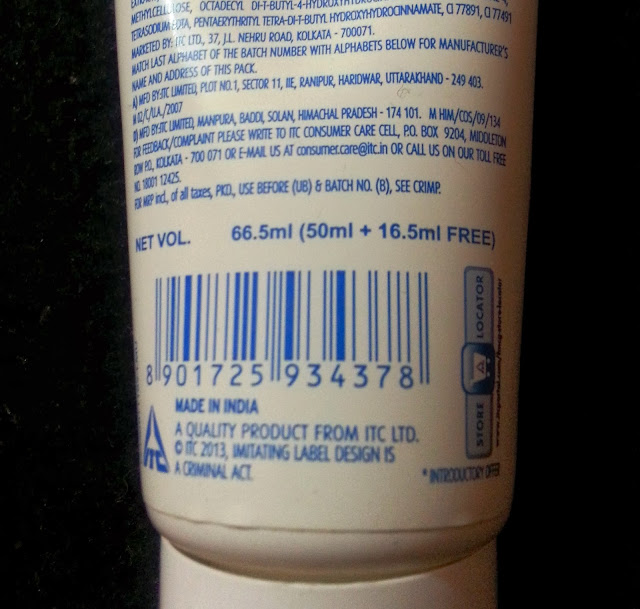 METHYLCELLULOSE, OCTADECYL DI-T-BUTYL-4-HYDROXYHYDROCINNAMATE,
TETRASODIUM EDTA, PENTAERYTHRITYL TETRA-DI-T-BUTYL HYDROXYHYDROCINNAMATE, CI 77891, CI 77491
MARKETED BY: ITC LTD., 37, J.L. NEHRU ROAD, KOLKATA - 700071.
MATCH LAST ALPHABET OF THE BATCH NUMBER WITH ALPHABETS BELOW FOR MANUFACTURER'S
NAME AND ADDRESS OF THIS PACK.
A) MFD BY:ITC LIMITED, PLOT NO.1, SECTOR 11, IIE, RANIPUR, HARIDWAR, UTTARAKHAND - 249 403.
M 02/C/UA/2007
D) MFD BY:ITC LIMITED, MANPURA, BADDI, SOLAN, HIMACHAL PRADESH - 174 101. M HIM/COS/09/134
FOR FEEDBACK/COMPLAINT PLEASE WRITE TO ITC CONSUMER CARE CELL, P.O. BOX 9204, MIDDLETON
ROW P.O., KOLKATA - 700 071 OR E-MAIL US AT consumer.care@itc.in OR CALL US ON OUR TOLL FREE
NO. 18001 12425.
FOR MRP incl., of all taxes, PKD., USE BEFORE (UB) & BATCH NO. (B), SEE CRIMP.
NET VOL. 66.5ml (50ml + 16.5ml FREE)
8 901725 934378
STORE LOCATOR
MADE IN INDIA
A QUALITY PRODUCT FROM ITC LTD.
© ITC 2013, IMITATING LABEL DESIGN IS
A CRIMINAL ACT.
ITC
* INTRODUCTORY OFFER